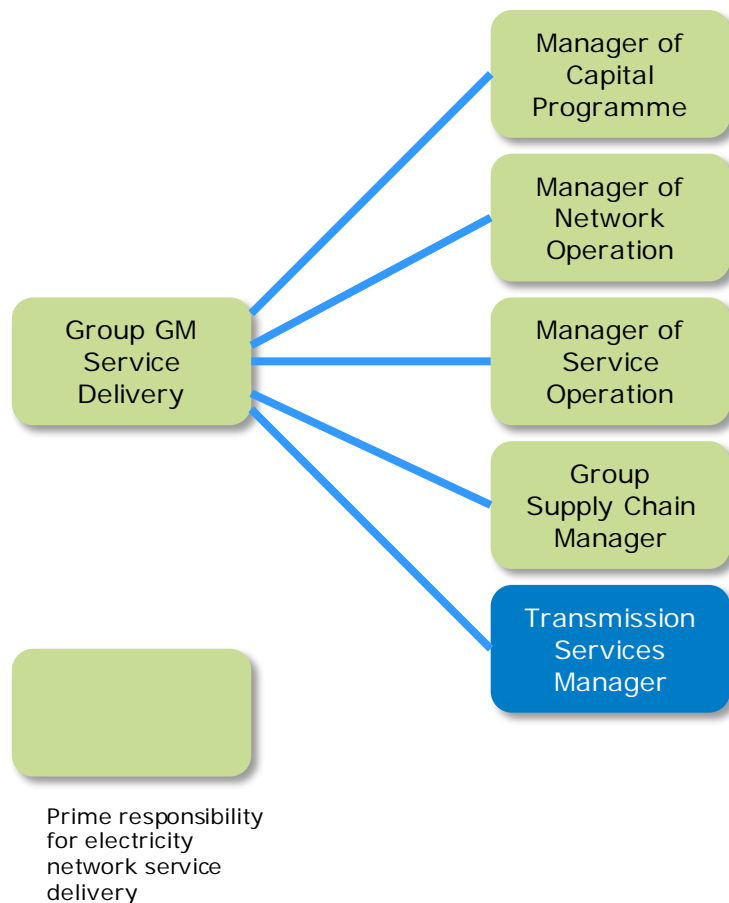 Manager of
Capital
Programme
Manager of
Network
Operation
Group GM
Service
Delivery
Manager of
Service
Operation
Group
Supply Chain
Manager
Transmission
Services
Manager
Prime responsibility
for electricity
network service
delivery